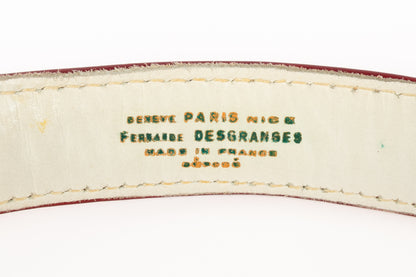 GENEVE PARIS NICE
FERNANDE DESGRANGES
MADE IN FRANCE
DÉPOSÉ